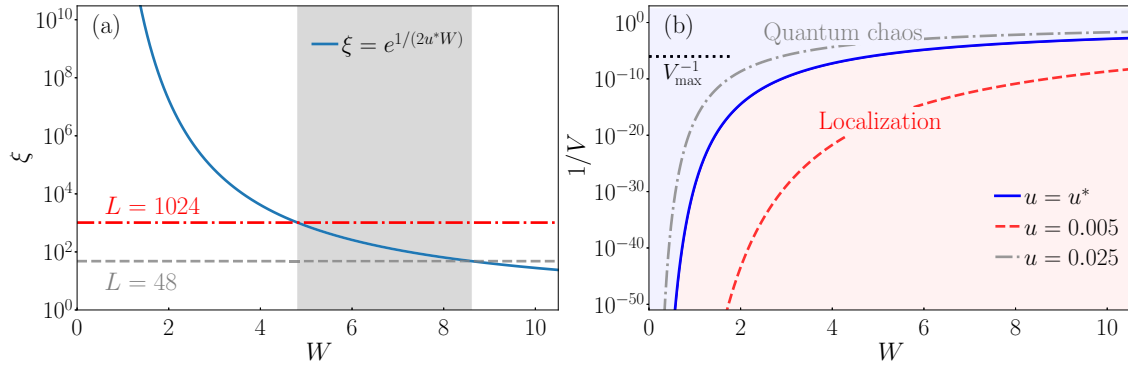 (a)
ξ = e^{1/(2u*W)}
L = 1024
L = 48
10^{10}
10^{8}
10^{6}
10^{4}
10^{2}
10^{0}
ξ
0 2 4 6 8 10
W
(b)
Quantum chaos
V_{max}^{-1}
Localization
u = u*
u = 0.005
u = 0.025
10^{0}
10^{-10}
10^{-20}
10^{-30}
10^{-40}
10^{-50}
1/V
0 2 4 6 8 10
W